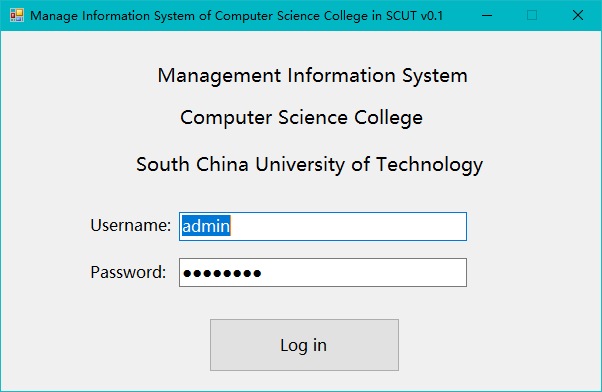 Manage Information System of Computer Science College in SCUT v0.1
Management Information System
Computer Science College
South China University of Technology
Username: admin
Password: ●●●●●●●●
Log in